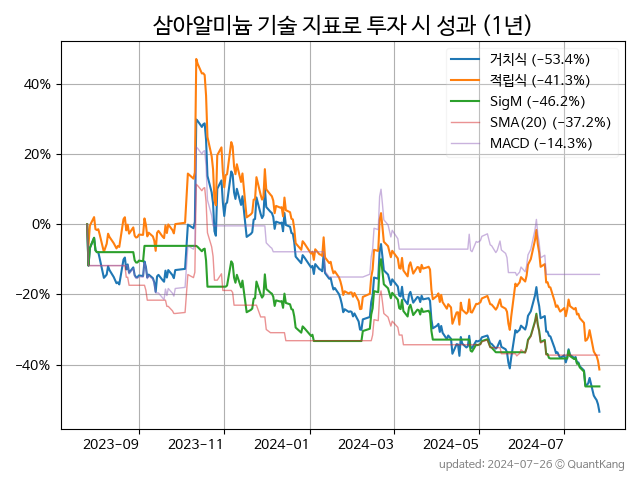 삼아알미늄 기술 지표로 투자 시 성과 (1년)
거치식 (−53.4%)
적립식 (−41.3%)
SigM (−46.2%)
SMA(20) (−37.2%)
MACD (−14.3%)
40%
20%
0%
−20%
−40%
2023-09 2023-11 2024-01 2024-03 2024-05 2024-07
updated: 2024-07-26 © QuantKang